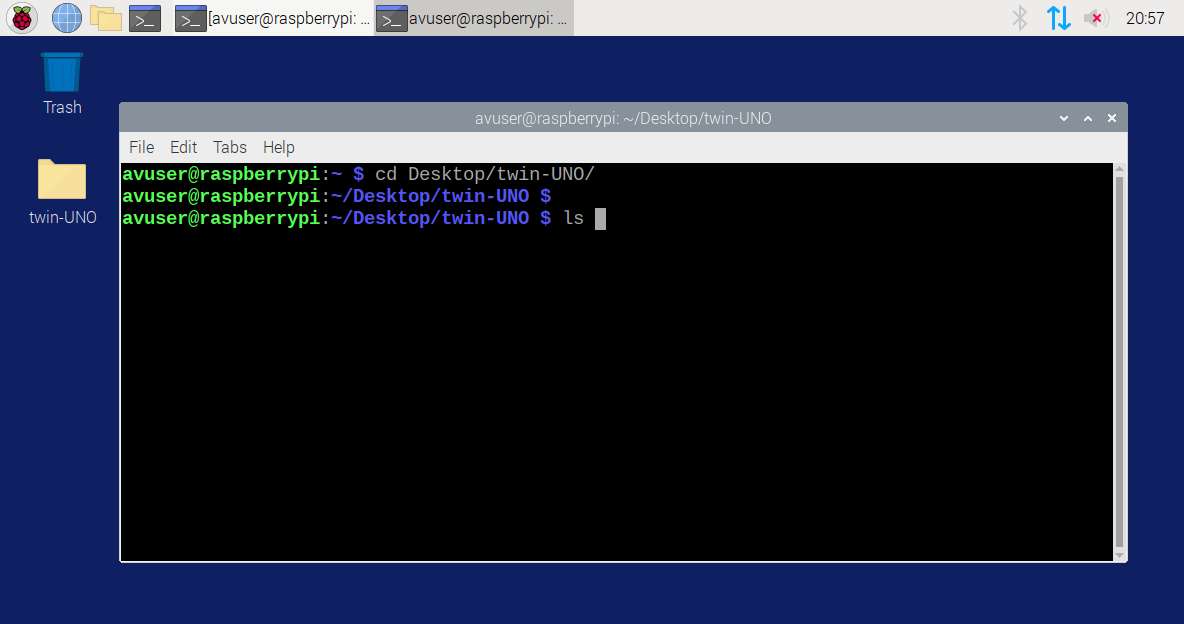 [avuser@raspberrypi: ... avuser@raspberrypi: ... 20:57
Trash
twin-UNO
avuser@raspberrypi: ~/Desktop/twin-UNO
File Edit Tabs Help
avuser@raspberrypi:~ $ cd Desktop/twin-UNO/
avuser@raspberrypi:~/Desktop/twin-UNO $
avuser@raspberrypi:~/Desktop/twin-UNO $ ls